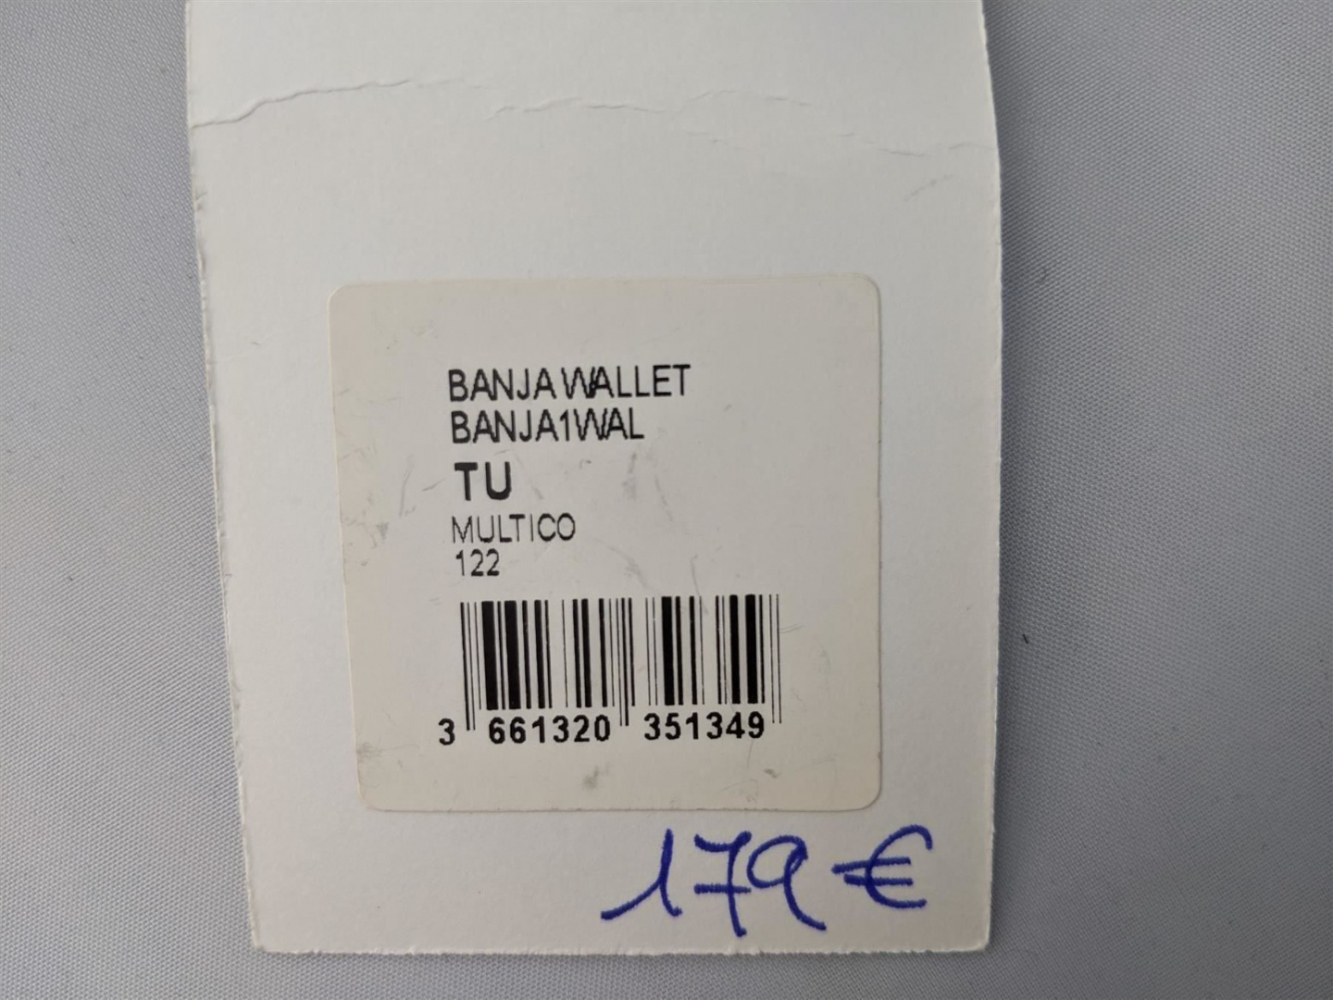 BANJA WALLET
BANJA1WAL
TU
MULTICO
122
3 661320 351349
179 €